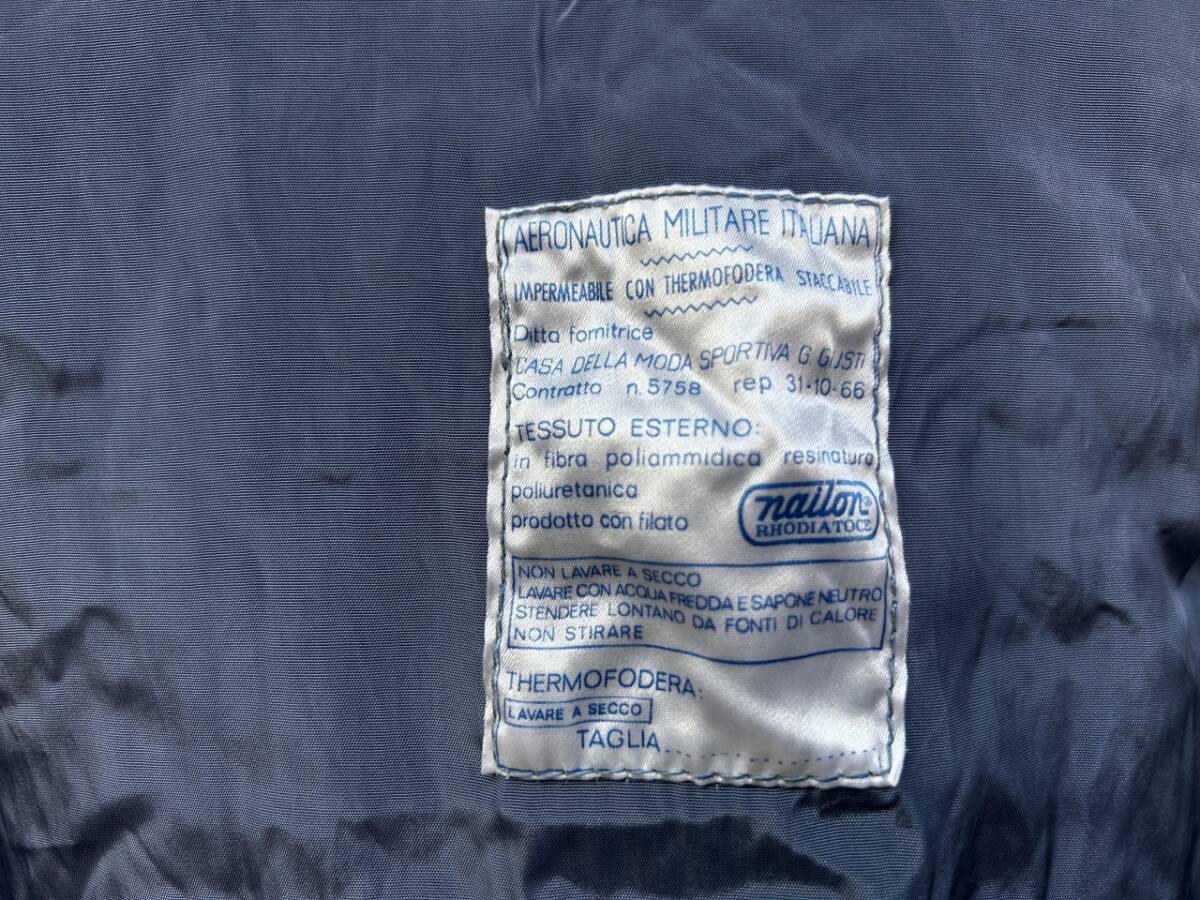 AERONAUTICA MILITARE ITALIANA
IMPERMEABILE CON THERMOFODERA STACCABILE
Ditta fornitrice
CASA DELLA MODA SPORTIVA G GIUSTI
Contratto n. 5758 rep 31-10-66
TESSUTO ESTERNO:
in fibra poliammidica resinatura
poliuretanica
prodotto con filato
nailon®
RHODIATOCE
NON LAVARE A SECCO
LAVARE CON ACQUA FREDDA E SAPONE NEUTRO
STENDERE LONTANO DA FONTI DI CALORE
NON STIRARE
THERMOFODERA:
LAVARE A SECCO
TAGLIA